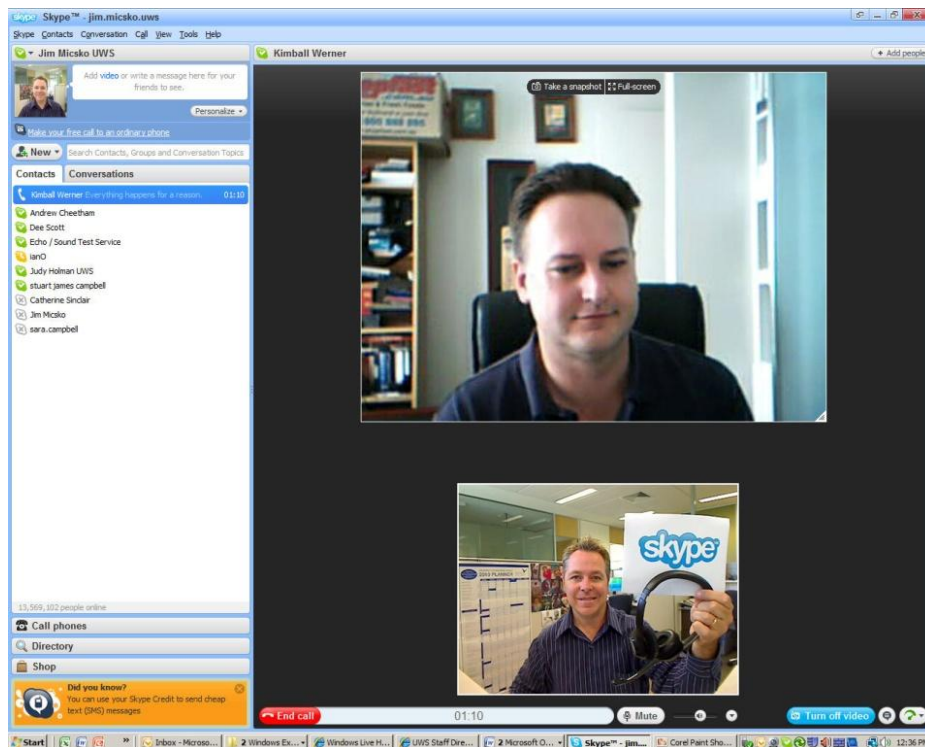 Skype™ - jim.micsko.uws
Skype Contacts Conversation Call View Tools Help
Jim Micsko UWS
Add video or write a message here for your
friends to see.
Personalize
Make your free call to an ordinary phone
New
Search Contacts, Groups and Conversation Topics
Contacts Conversations
Kimball Werner Everything happens for a reason. 01:10
Andrew Cheetham
Dee Scott
Echo / Sound Test Service
ianO
Judy Holman UWS
stuart james campbell
Catherine Sinclair
Jim Micsko
sara.campbell
13,569,102 people online
Call phones
Directory
Shop
Did you know?
You can use your Skype Credit to send cheap
text (SMS) messages
Kimball Werner
+ Add people
Take a snapshot Full-screen
& Fresh Foods
skype
PLANNER
End call 01:10 Mute Turn off video
Start Inbox - Microso... 2 Windows Ex... Windows Live H... UWS Staff Dire... 2 Microsoft O... Skype™ - jim.... Corel Paint Sho... 12:36 PM